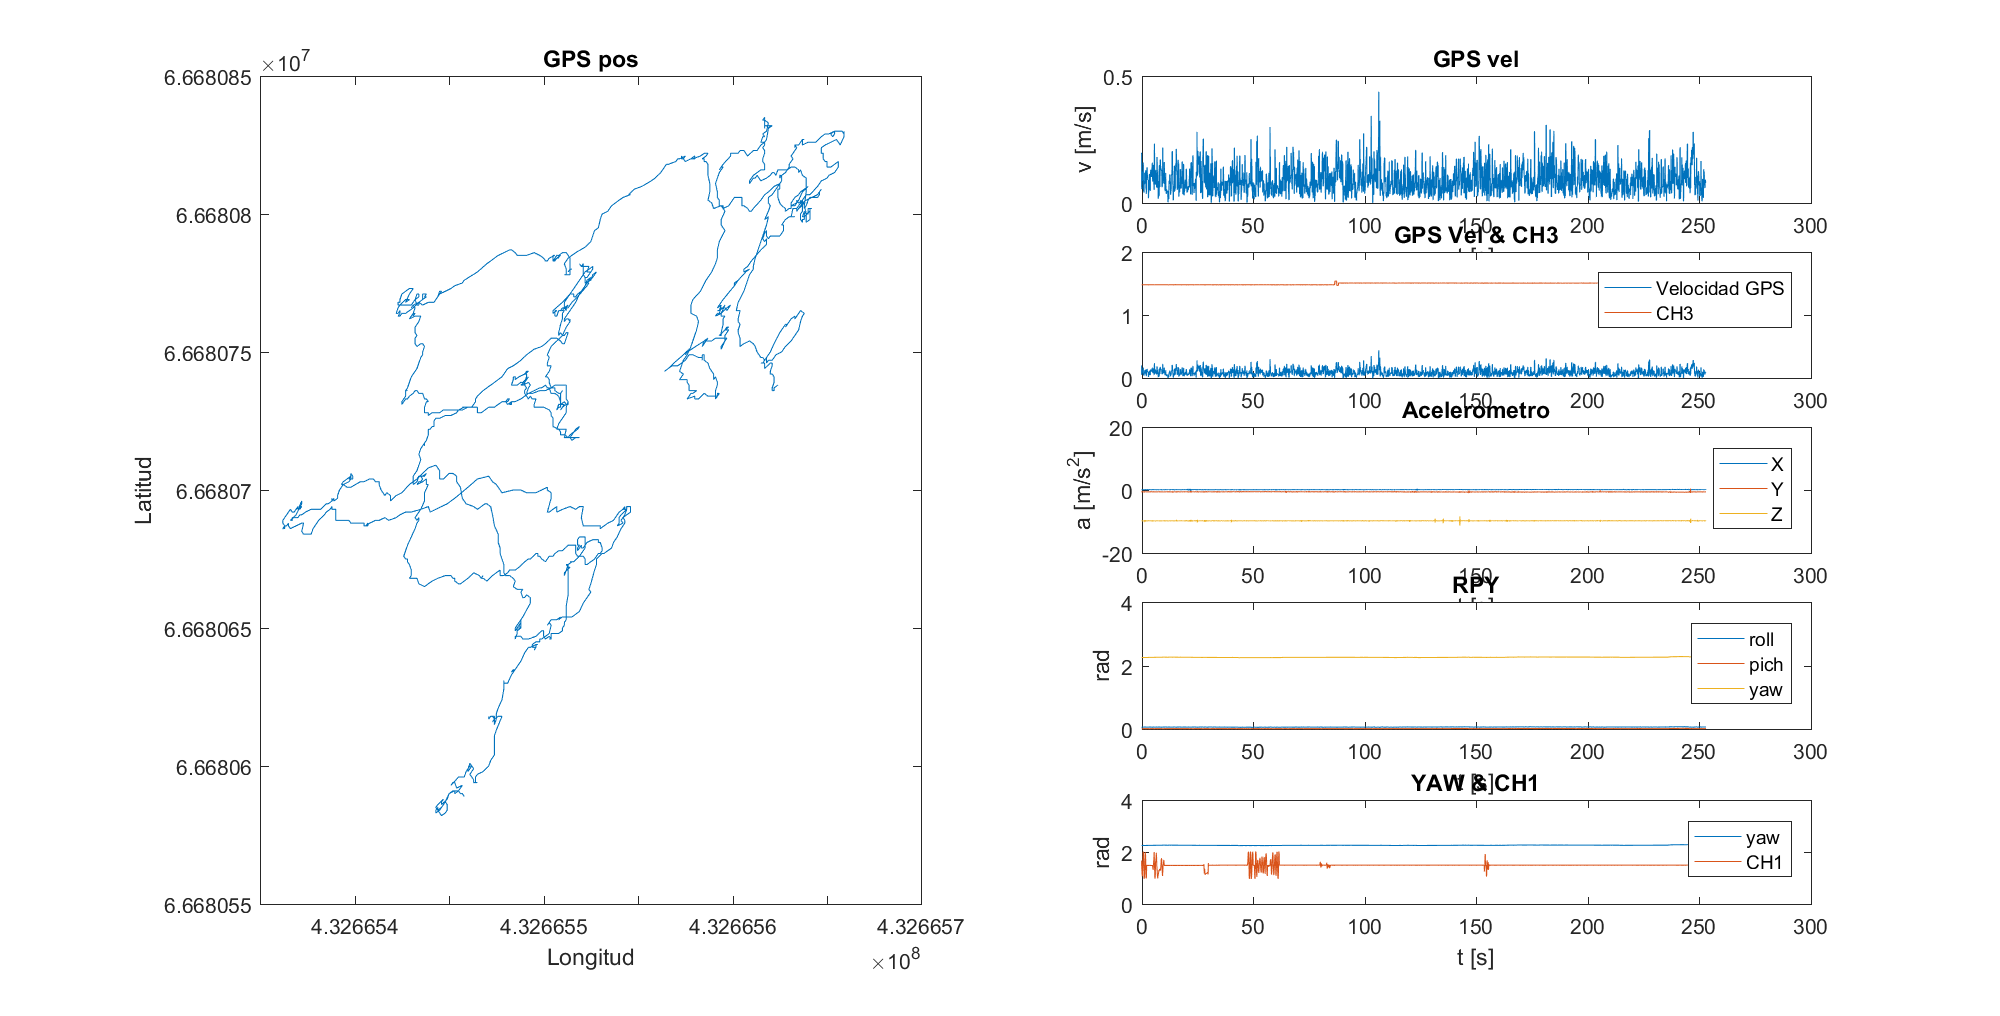 GPS pos
×10^7
6.668085
6.66808
6.668075
6.66807
6.668065
6.66806
6.668055
Latitud
4.326654
4.326655
4.326656
4.326657
Longitud
×10^8
GPS vel
v [m/s]
0.5
0
0 50 100 150 200 250 300
GPS Vel & CH3
2
1
0
Velocidad GPS
CH3
0 50 100 150 200 250 300
Acelerometro
a [m/s^2]
20
0
-20
X
Y
Z
0 50 100 150 200 250 300
RPY
rad
4
2
0
roll
pich
yaw
0 50 100 150 200 250 300
t [s]
YAW & CH1
rad
4
2
0
yaw
CH1
0 50 100 150 200 250 300
t [s]